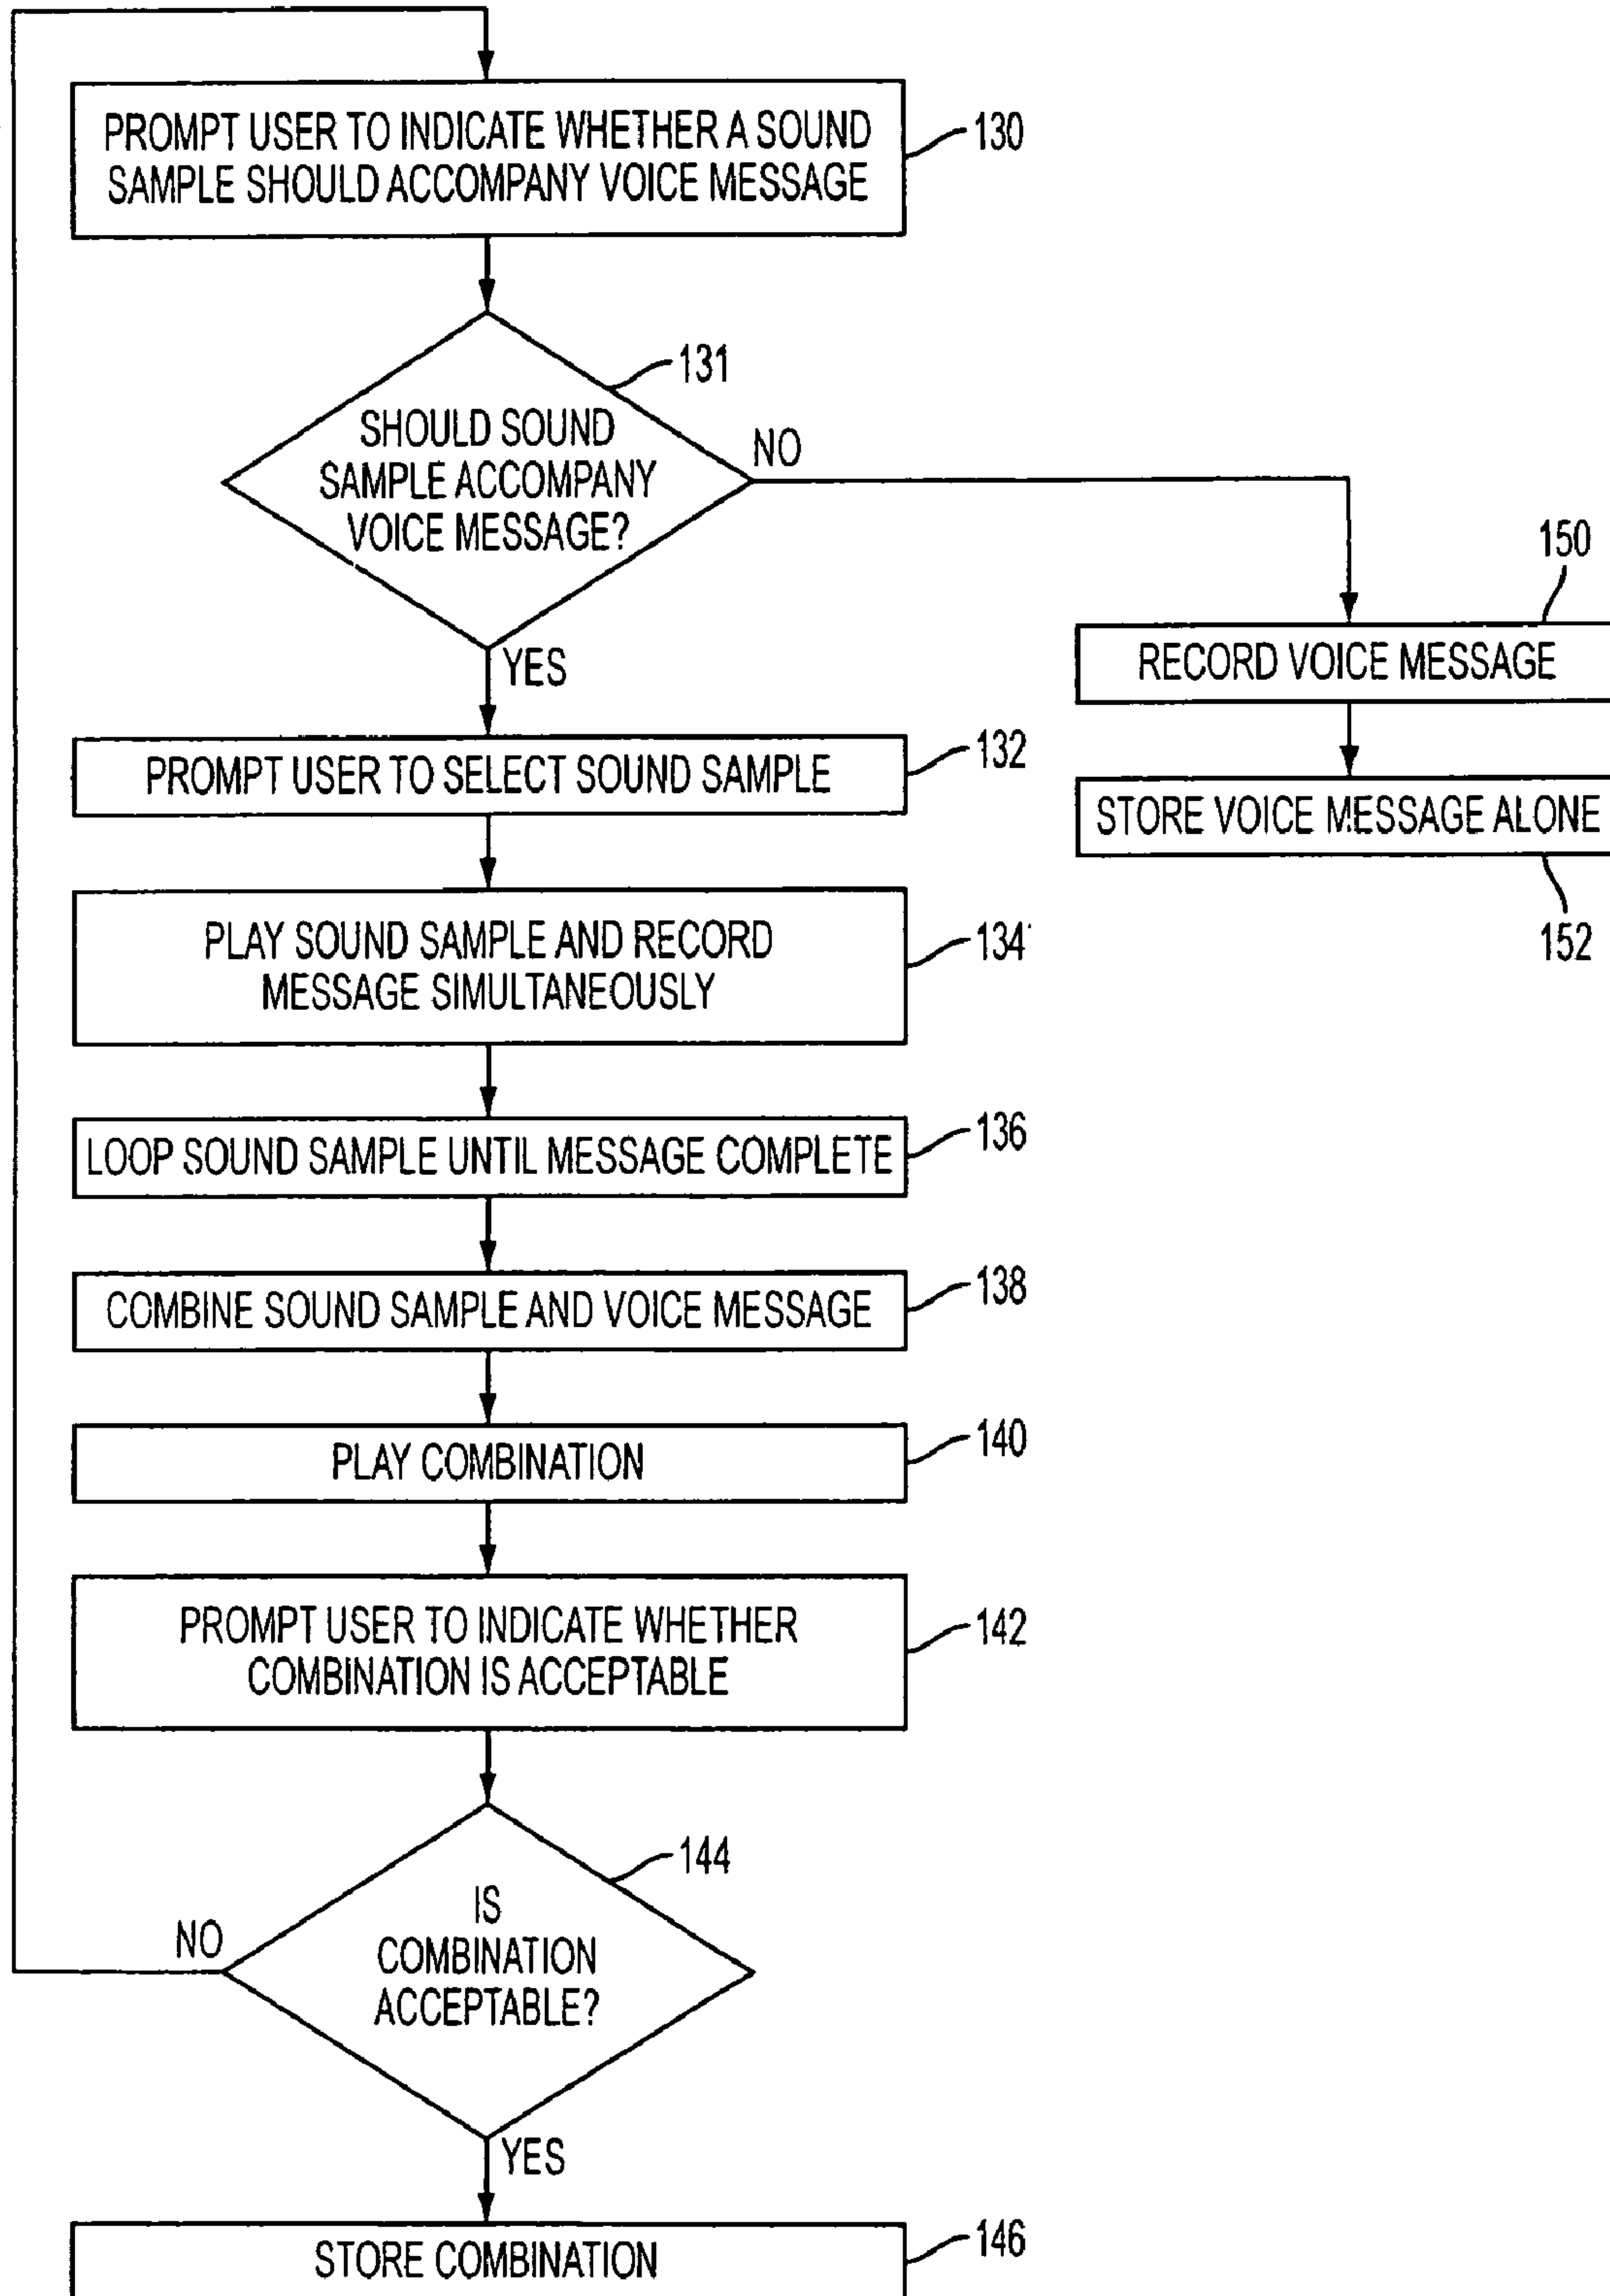 PROMPT USER TO INDICATE WHETHER A SOUND
SAMPLE SHOULD ACCOMPANY VOICE MESSAGE
130
131
SHOULD SOUND
SAMPLE ACCOMPANY
VOICE MESSAGE?
NO
YES
150
RECORD VOICE MESSAGE
STORE VOICE MESSAGE ALONE
152
PROMPT USER TO SELECT SOUND SAMPLE
132
PLAY SOUND SAMPLE AND RECORD
MESSAGE SIMULTANEOUSLY
134
LOOP SOUND SAMPLE UNTIL MESSAGE COMPLETE
136
COMBINE SOUND SAMPLE AND VOICE MESSAGE
138
PLAY COMBINATION
140
PROMPT USER TO INDICATE WHETHER
COMBINATION IS ACCEPTABLE
142
144
IS
COMBINATION
ACCEPTABLE?
NO
YES
STORE COMBINATION
146